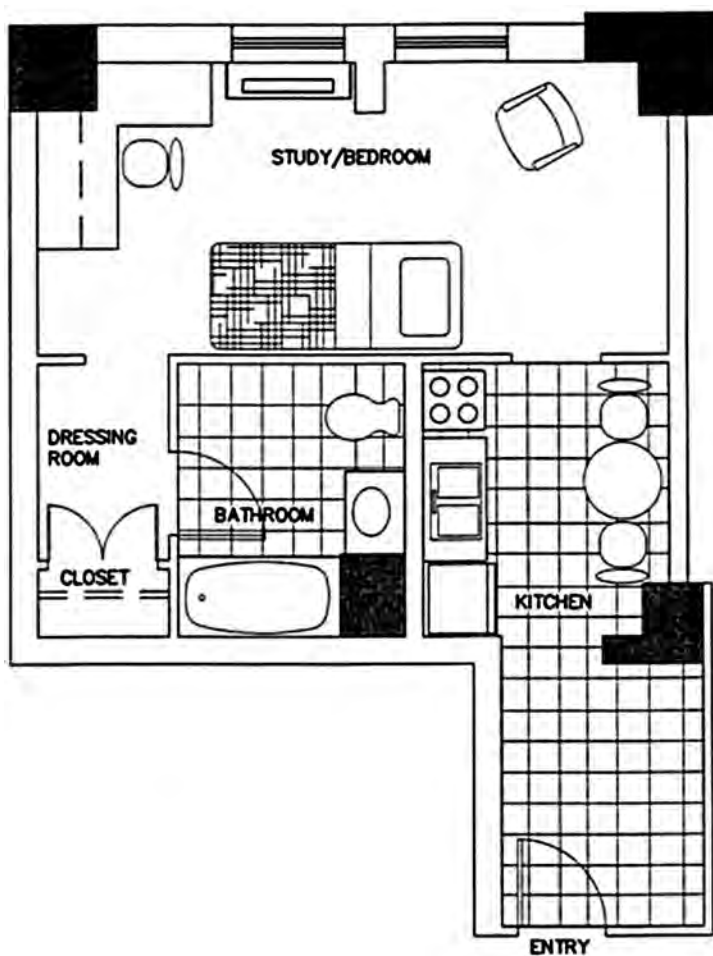 STUDY/BEDROOM
DRESSING
ROOM
BATHROOM
CLOSET
KITCHEN
ENTRY